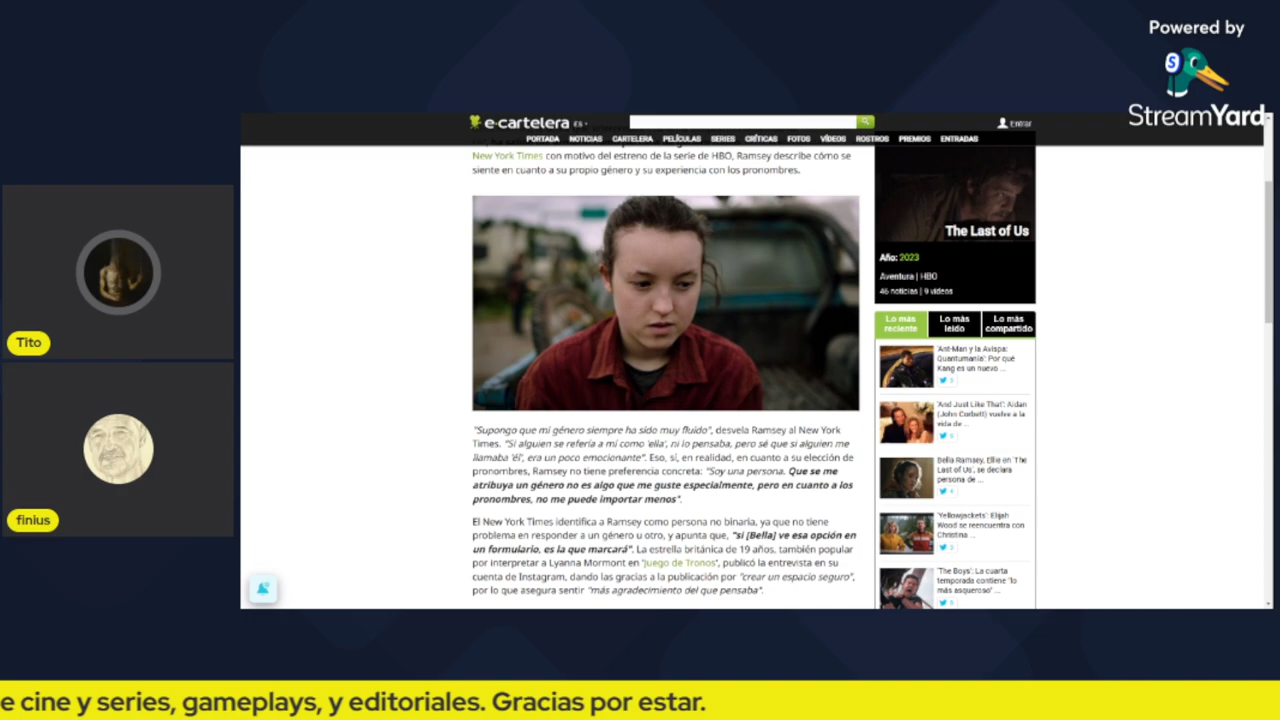 Powered by
StreamYard
e-cartelera ES
Entrar
PORTADA NOTICIAS CARTELERA PELÍCULAS SERIES CRÍTICAS FOTOS VÍDEOS ROSTROS PREMIOS ENTRADAS
New York Times con motivo del estreno de la serie de HBO, Ramsey describe cómo se
siente en cuanto a su propio género y su experiencia con los pronombres.
"Supongo que mi género siempre ha sido muy fluido", desvela Ramsey al New York
Times. "Si alguien se refería a mí como 'ella', ni lo pensaba, pero sé que si alguien me
llamaba 'él', era un poco emocionante". Eso, sí, en realidad, en cuanto a su elección de
pronombres, Ramsey no tiene preferencia concreta: "Soy una persona. Que se me
atribuya un género no es algo que me guste especialmente, pero en cuanto a los
pronombres, no me puede importar menos".
El New York Times identifica a Ramsey como persona no binaria, ya que no tiene
problema en responder a un género u otro, y apunta que, "si [Bella] ve esa opción en
un formulario, es la que marcará". La estrella británica de 19 años, también popular
por interpretar a Lyanna Mormont en 'Juego de Tronos', publicó la entrevista en su
cuenta de Instagram, dando las gracias a la publicación por "crear un espacio seguro",
por lo que asegura sentir "más agradecimiento del que pensaba".
The Last of Us
Año: 2023
Aventura | HBO
46 noticias | 9 vídeos
Lo más reciente
Lo más leído
Lo más compartido
'Ant-Man y la Avispa:
Quantumanía': Por qué
Kang es un nuevo ...
'And Just Like That': Aidan
(John Corbett) vuelve a la
vida de ...
Bella Ramsey, Ellie en 'The
Last of Us', se declara
persona de ...
'Yellowjackets': Elijah
Wood se reencuentra con
Christina ...
'The Boys': La cuarta
temporada contiene "lo
más asqueroso" ...
Tito
finius
e cine y series, gameplays, y editoriales. Gracias por estar.